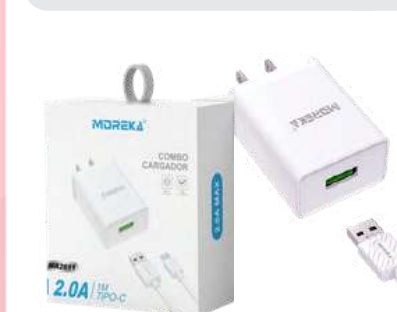 MOREKA
COMBO
CARGADOR
2.0A MAX
2.0A
1M
TIPO-C
MOREKA